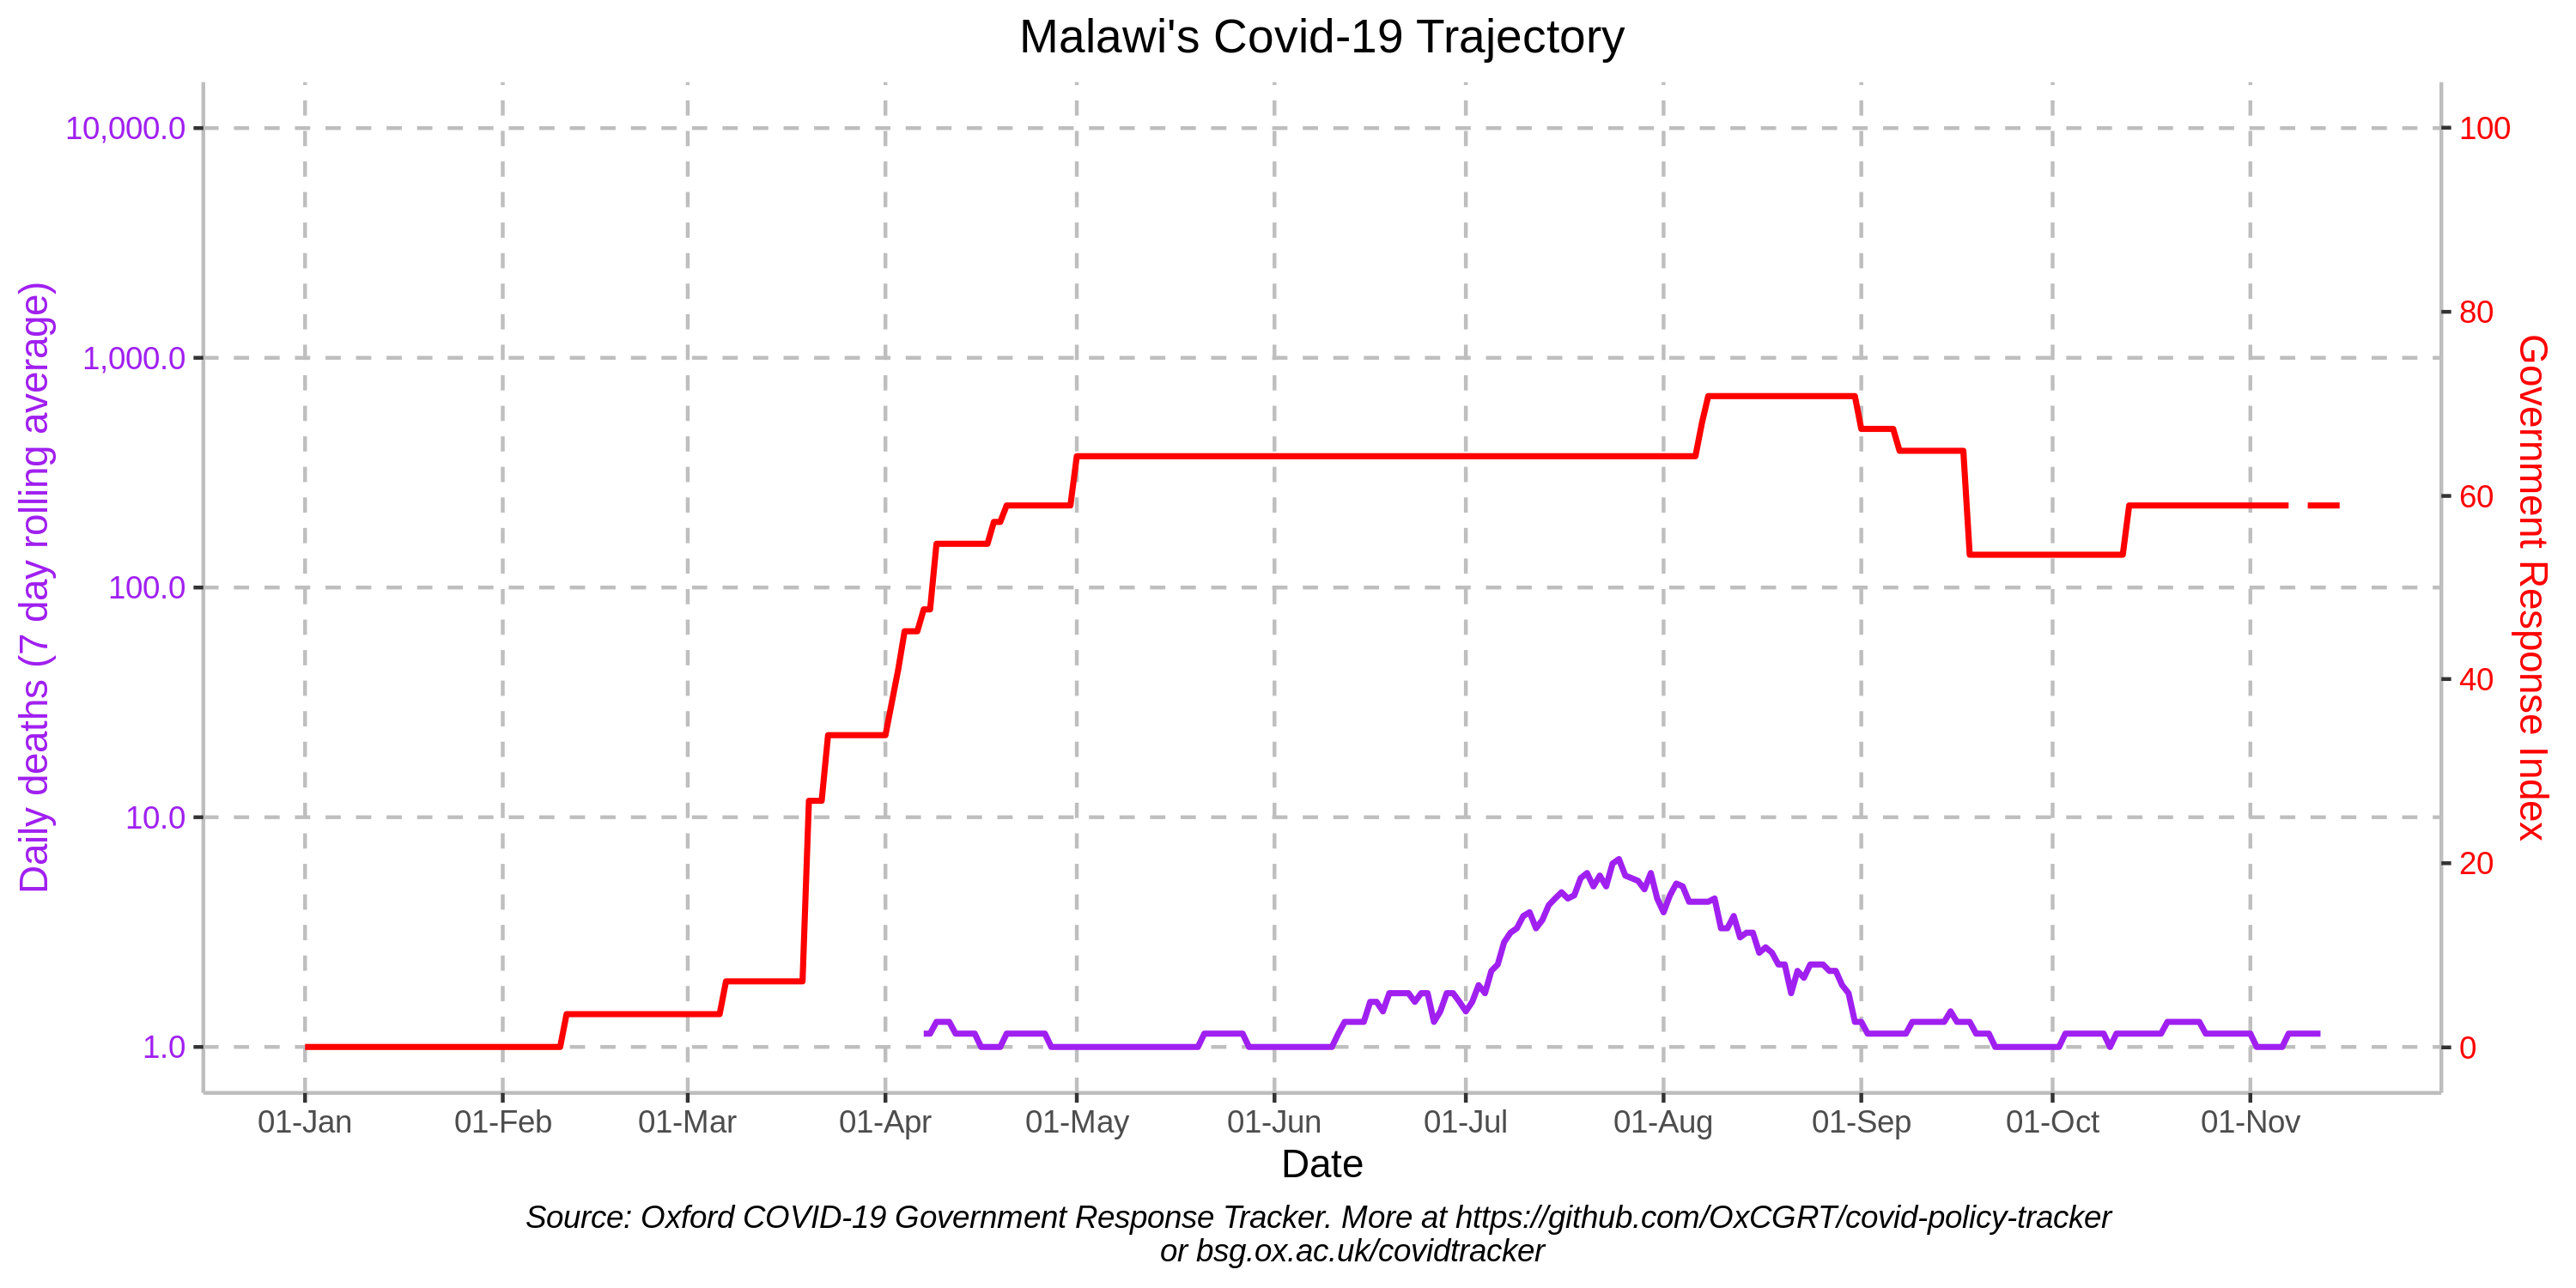 Malawi's Covid-19 Trajectory
Daily deaths (7 day rolling average)
10,000.0
1,000.0
100.0
10.0
1.0
100
80
60
40
20
0
Government Response Index
01-Jan 01-Feb 01-Mar 01-Apr 01-May 01-Jun 01-Jul 01-Aug 01-Sep 01-Oct 01-Nov
Date
Source: Oxford COVID-19 Government Response Tracker. More at https://github.com/OxCGRT/covid-policy-tracker
or bsg.ox.ac.uk/covidtracker